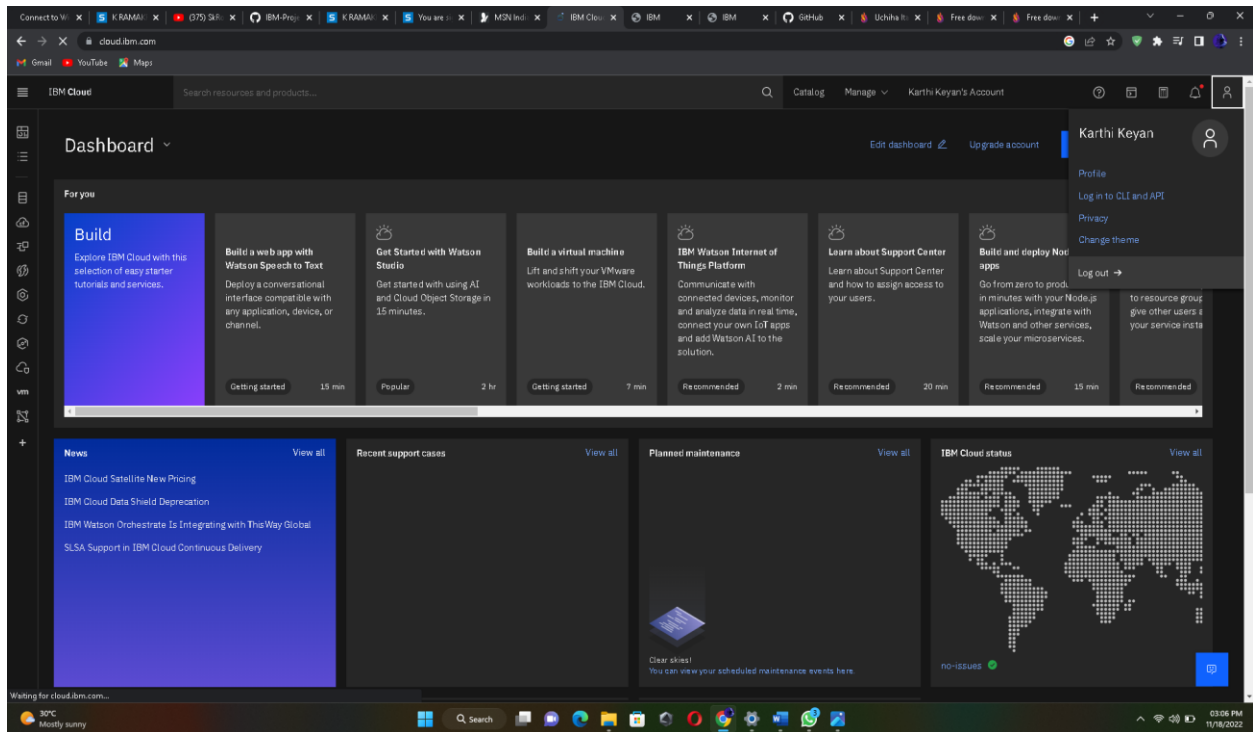 Connect to Wi
K RAMAK
(375) SkR
IBM-Proje
K RAMAK
You are s
MSN Indi
IBM Clou
IBM
IBM
GitHub
Uchiha It
Free dow
Free dow
cloud.ibm.com
Gmail YouTube Maps
IBM Cloud
Search resources and products...
Catalog Manage Karthi Keyan's Account
Karthi Keyan
Profile
Log in to CLI and API
Privacy
Change theme
Log out →
Dashboard
Edit dashboard
Upgrade account
For you
Build
Explore IBM Cloud with this
selection of easy starter
tutorials and services.
Build a web app with
Watson Speech to Text
Deploy a conversational
interface compatible with
any application, device, or
channel.
Getting started 15 min
Get Started with Watson
Studio
Get started with using AI
and Cloud Object Storage in
15 minutes.
Popular 2 hr
Build a virtual machine
Lift and shift your VMware
workloads to the IBM Cloud.
Getting started 7 min
IBM Watson Internet of
Things Platform
Communicate with
connected devices, monitor
and analyze data in real time,
connect your own IoT apps
and add Watson AI to the
solution.
Recommended 2 min
Learn about Support Center
Learn about Support Center
and how to assign access to
your users.
Recommended 20 min
Build and deploy Nod
apps
Go from zero to produ
in minutes with your Node.js
applications, integrate with
Watson and other services,
scale your microservices.
Recommended 15 min
to resource group
give other users a
your service insta
Recommended
News View all
IBM Cloud Satellite New Pricing
IBM Cloud Data Shield Deprecation
IBM Watson Orchestrate Is Integrating with ThisWay Global
SLSA Support in IBM Cloud Continuous Delivery
Recent support cases View all
Planned maintenance View all
Clear skies!
You can view your scheduled maintenance events here.
IBM Cloud status View all
no-issues
vm
Waiting for cloud.ibm.com...
30°C
Mostly sunny
Search
03:06 PM
11/18/2022